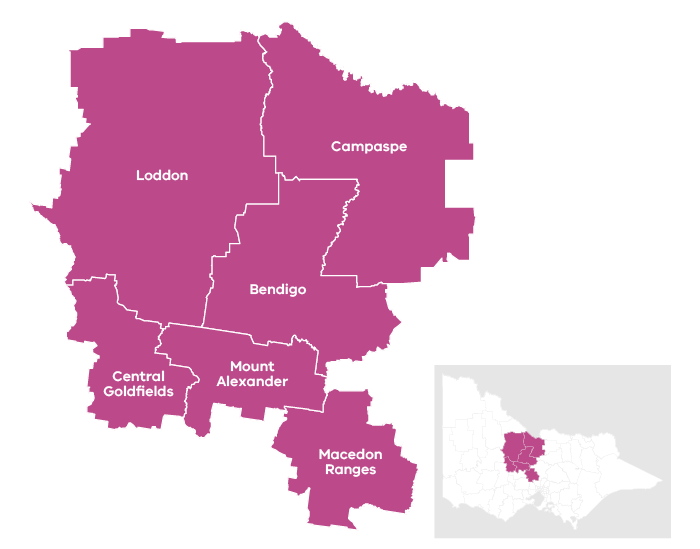 Campaspe
Loddon
Bendigo
Mount
Alexander
Central
Goldfields
Macedon
Ranges